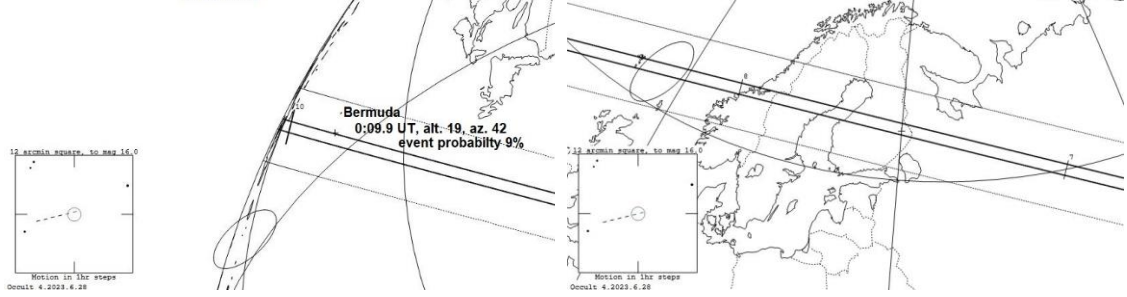 10
Bermuda
0:09.9 UT, alt. 19, az. 42
event probabilty 9%
12 arcmin square, to mag 16.0
Motion in 1hr steps
Occult 4.2023.6.28
8
7
12 arcmin square, to mag 16.0
Motion in 1hr steps
Occult 4.2023.6.28